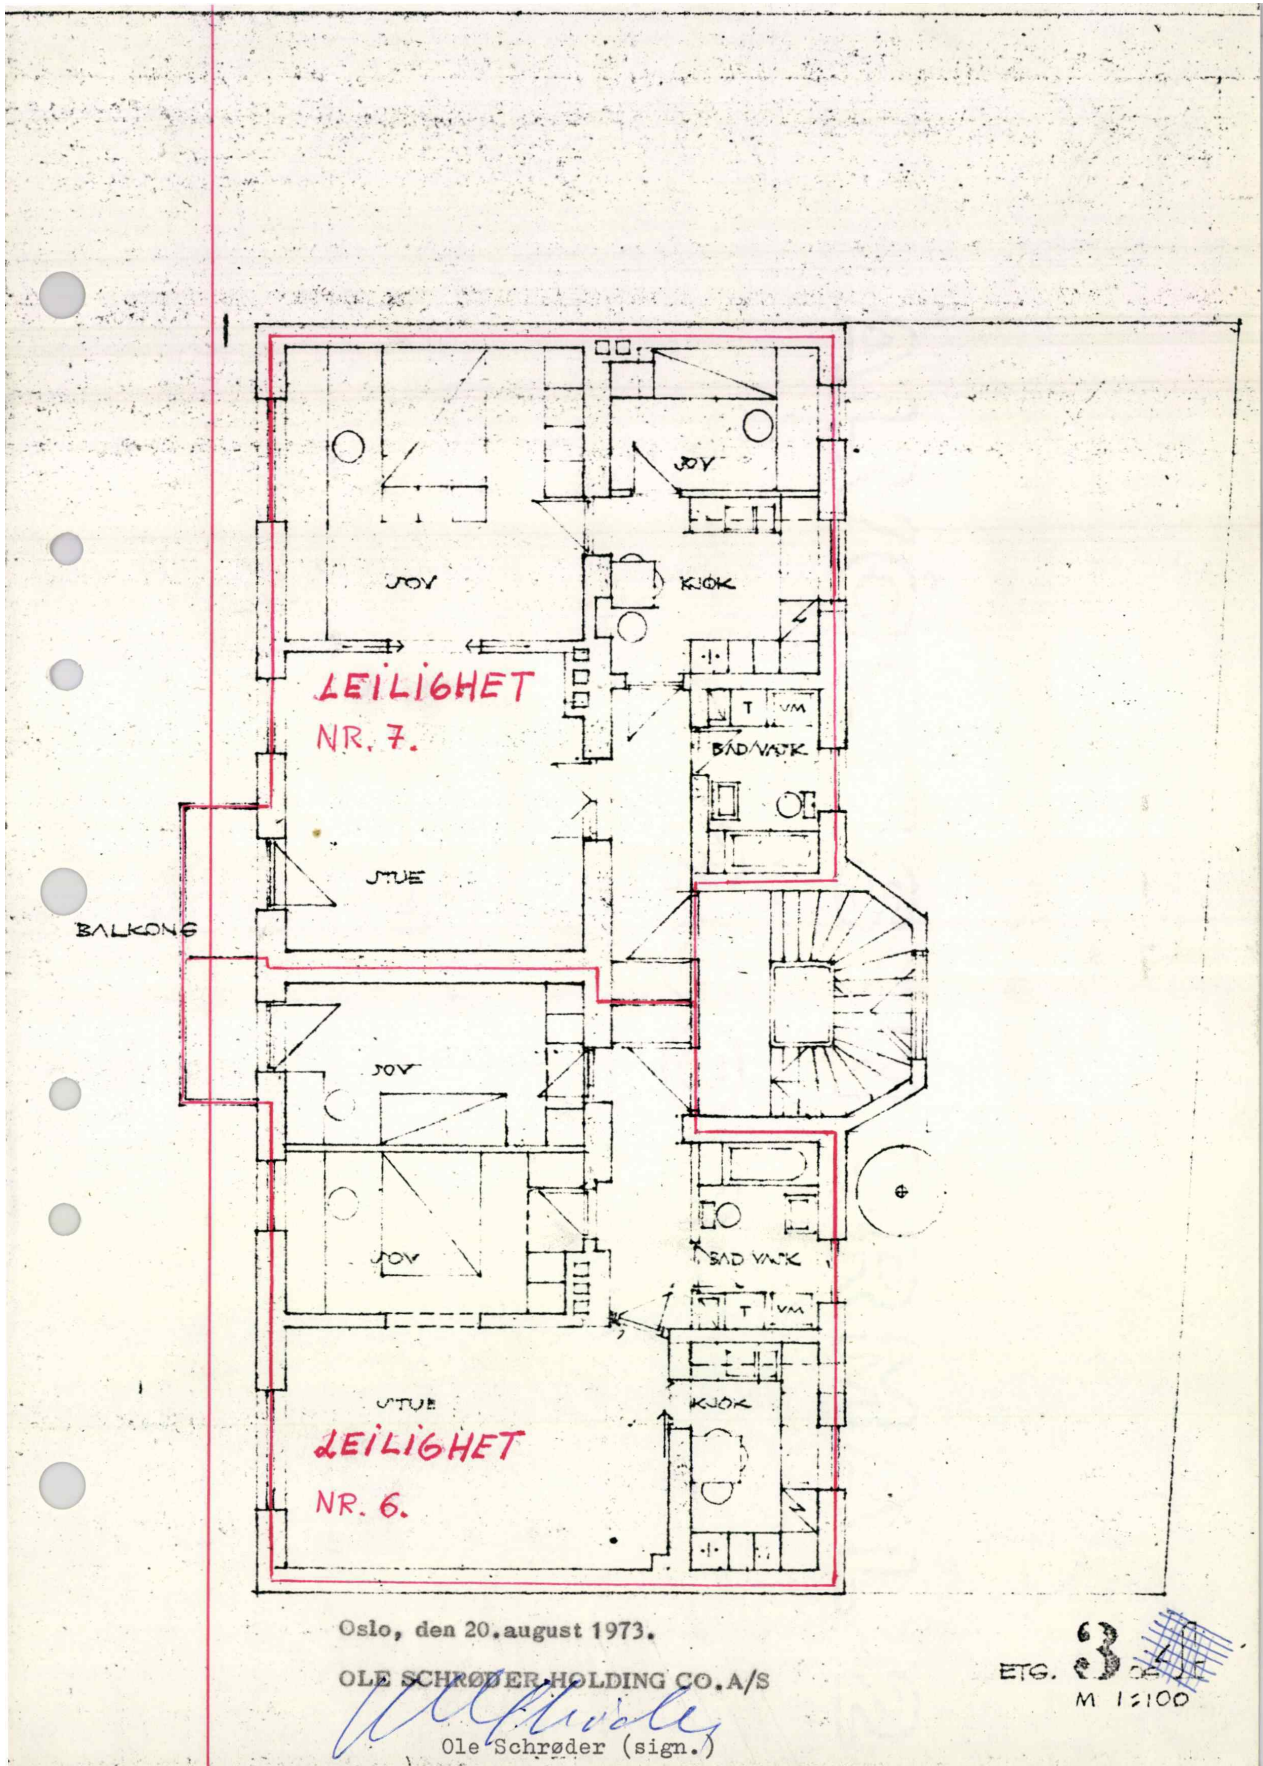 SOV
SOV
KJØK
LEILIGHET
NR. 7.
T VM
BAD/VASK
STUE
BALKONG
SOV
SOV
BAD VASK
T VM
STUE
KJØK
LEILIGHET
NR. 6.
Oslo, den 20.august 1973.
OLE SCHRØDER HOLDING CO.A/S
Ole Schrøder (sign.)
ETG. 3
M 1:100